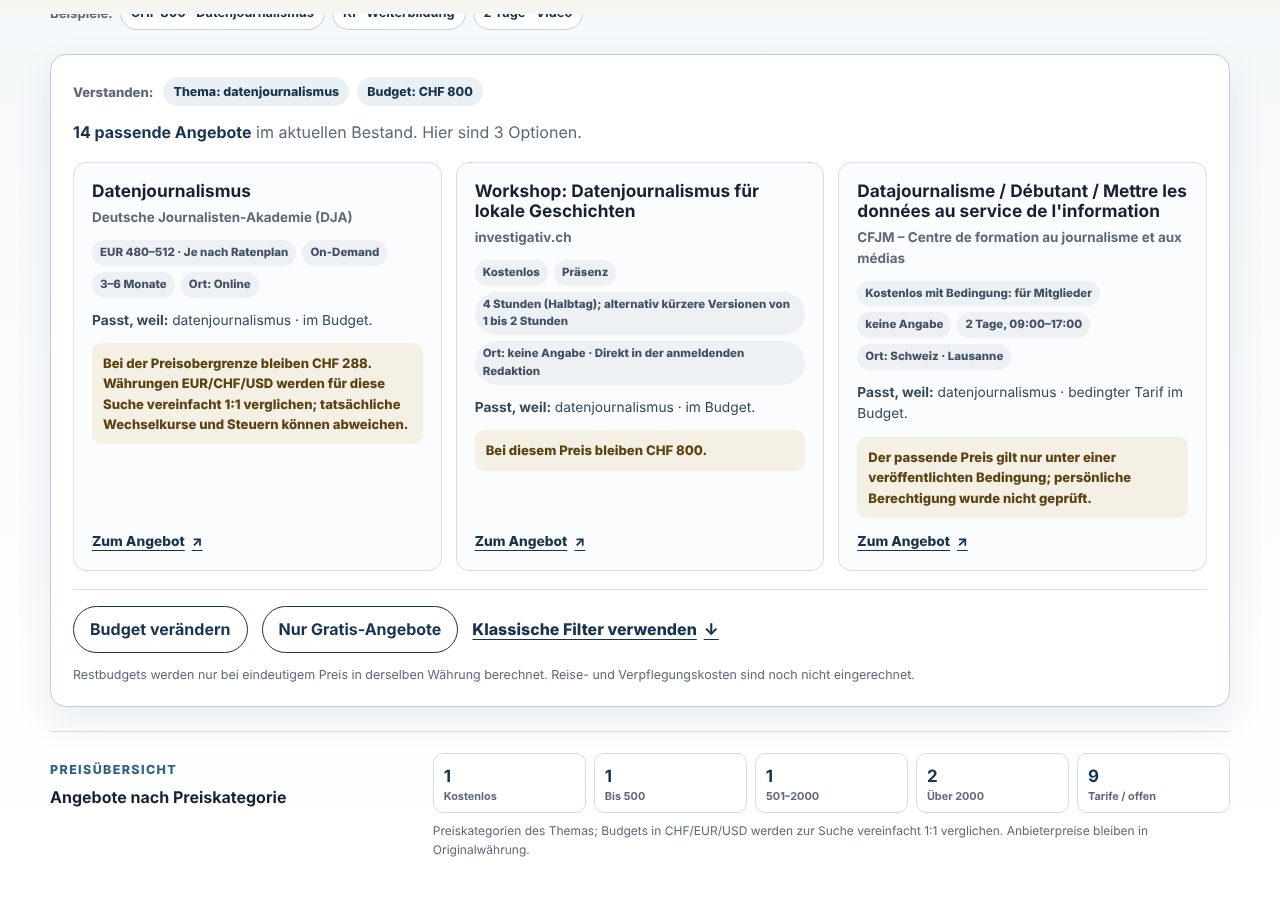 Beispiele: CHF 800 · Datenjournalismus KI · Weiterbildung 2 Tage · Video
Verstanden: Thema: datenjournalismus Budget: CHF 800
14 passende Angebote im aktuellen Bestand. Hier sind 3 Optionen.
Datenjournalismus
Deutsche Journalisten-Akademie (DJA)
EUR 480–512 · Je nach Ratenplan On-Demand
3–6 Monate Ort: Online
Passt, weil: datenjournalismus · im Budget.
Bei der Preisobergrenze bleiben CHF 288.
Währungen EUR/CHF/USD werden für diese
Suche vereinfacht 1:1 verglichen; tatsächliche
Wechselkurse und Steuern können abweichen.
Zum Angebot ↗
Workshop: Datenjournalismus für
lokale Geschichten
investigativ.ch
Kostenlos Präsenz
4 Stunden (Halbtag); alternativ kürzere Versionen von
1 bis 2 Stunden
Ort: keine Angabe · Direkt in der anmeldenden
Redaktion
Passt, weil: datenjournalismus · im Budget.
Bei diesem Preis bleiben CHF 800.
Zum Angebot ↗
Datajournalisme / Débutant / Mettre les
données au service de l'information
CFJM – Centre de formation au journalisme et aux
médias
Kostenlos mit Bedingung: für Mitglieder
keine Angabe 2 Tage, 09:00–17:00
Ort: Schweiz · Lausanne
Passt, weil: datenjournalismus · bedingter Tarif im
Budget.
Der passende Preis gilt nur unter einer
veröffentlichten Bedingung; persönliche
Berechtigung wurde nicht geprüft.
Zum Angebot ↗
Budget verändern Nur Gratis-Angebote Klassische Filter verwenden ↓
Restbudgets werden nur bei eindeutigem Preis in derselben Währung berechnet. Reise- und Verpflegungskosten sind noch nicht eingerechnet.
PREISÜBERSICHT
Angebote nach Preiskategorie
1
Kostenlos
1
Bis 500
1
501–2000
2
Über 2000
9
Tarife / offen
Preiskategorien des Themas; Budgets in CHF/EUR/USD werden zur Suche vereinfacht 1:1 verglichen. Anbieterpreise bleiben in
Originalwährung.